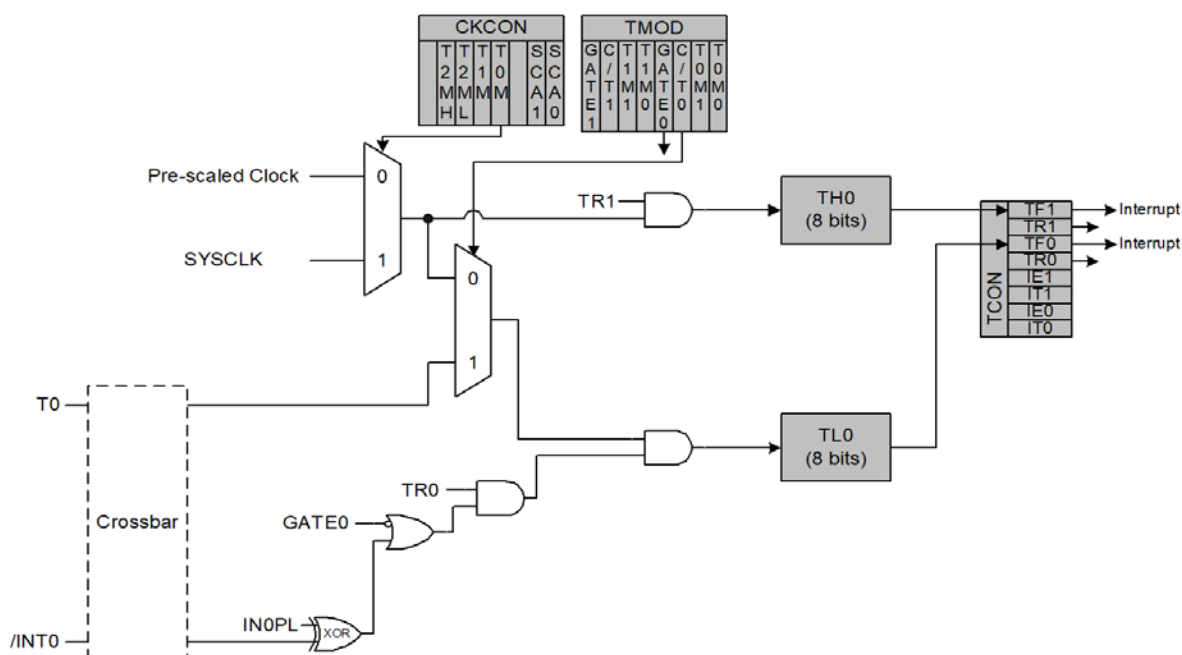 CKCON
T2MH T2ML T1M T0M SCA1 SCA0
TMOD
GATE1 C/T1 T1M1 T1M0 GATE0 C/T0 T0M1 T0M0
Pre-scaled Clock
0
SYSCLK
1
TR1
TH0
(8 bits)
TCON
TF1
TR1
TF0
TR0
IE1
IT1
IE0
IT0
Interrupt
Interrupt
0
1
T0
Crossbar
TL0
(8 bits)
TR0
GATE0
IN0PL
XOR
/INT0